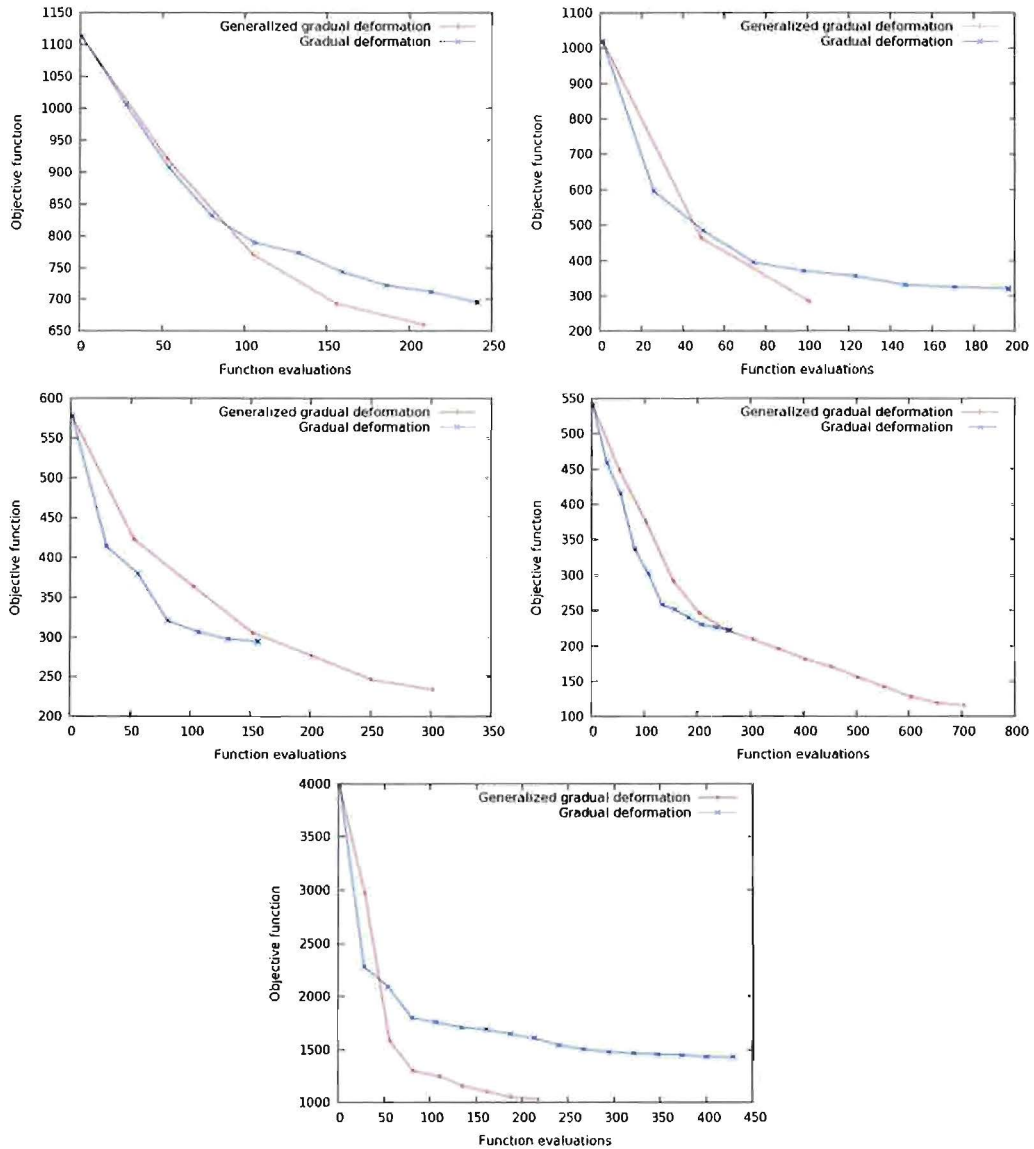 Generalized gradual deformation
Gradual deformation
1150
1100
1050
1000
950
900
850
800
750
700
650
0 50 100 150 200 250
Objective function
Function evaluations
Generalized gradual deformation
Gradual deformation
1100
1000
900
800
700
600
500
400
300
200
0 20 40 60 80 100 120 140 160 180 200
Objective function
Function evaluations
Generalized gradual deformation
Gradual deformation
600
550
500
450
400
350
300
250
200
0 50 100 150 200 250 300 350
Objective function
Function evaluations
Generalized gradual deformation
Gradual deformation
550
500
450
400
350
300
250
200
150
100
0 100 200 300 400 500 600 700 800
Objective function
Function evaluations
Generalized gradual deformation
Gradual deformation
4000
3500
3000
2500
2000
1500
1000
0 50 100 150 200 250 300 350 400 450
Objective function
Function evaluations